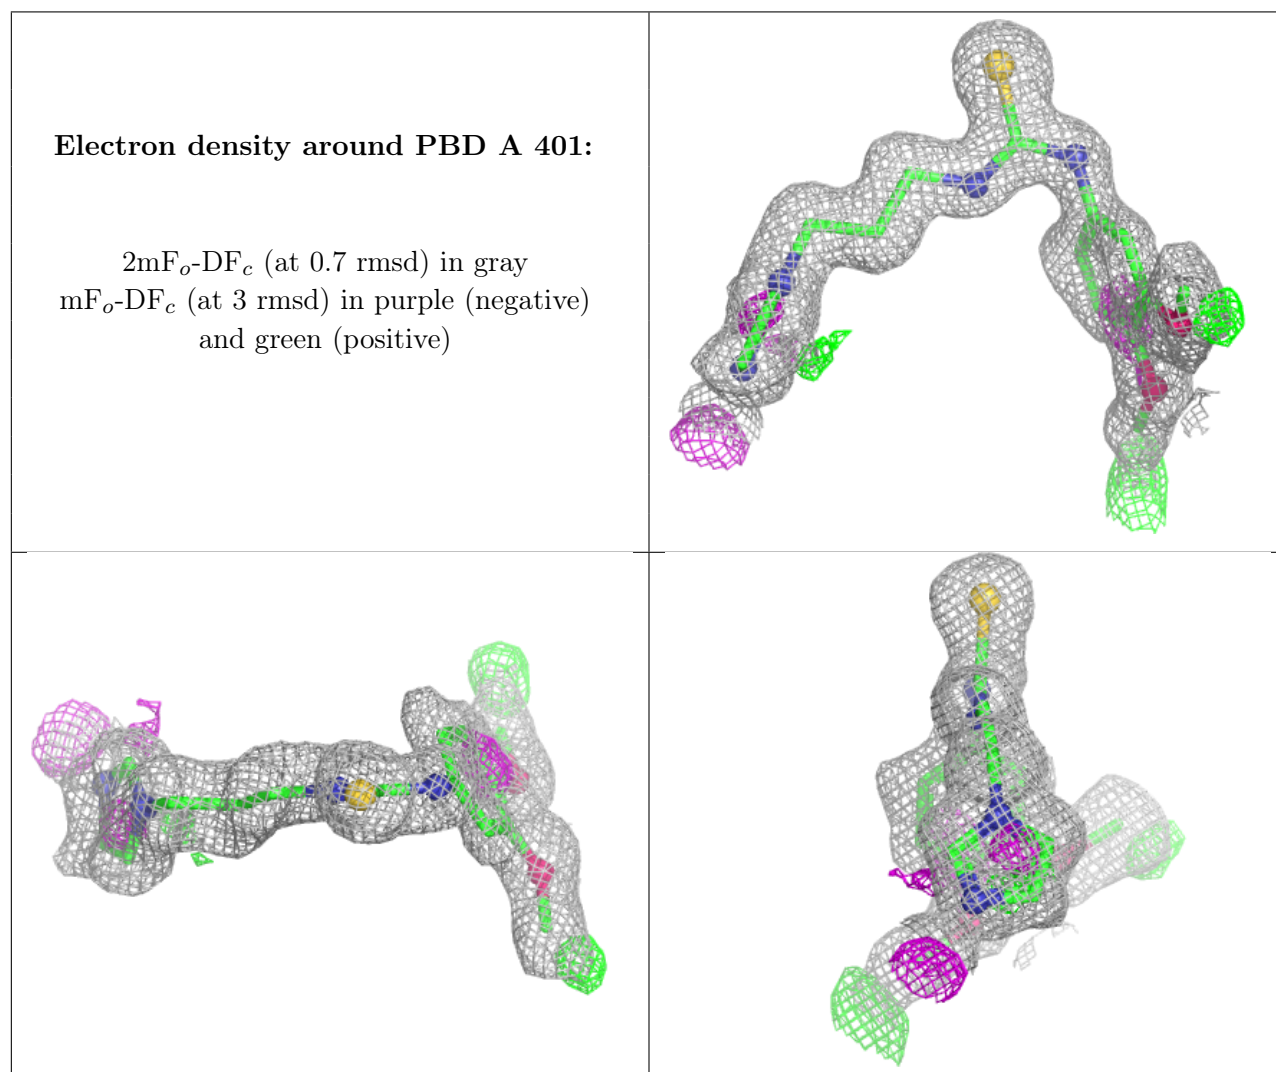 Electron density around PBD A 401:
2mFo-DFc (at 0.7 rmsd) in gray
mFo-DFc (at 3 rmsd) in purple (negative)
and green (positive)